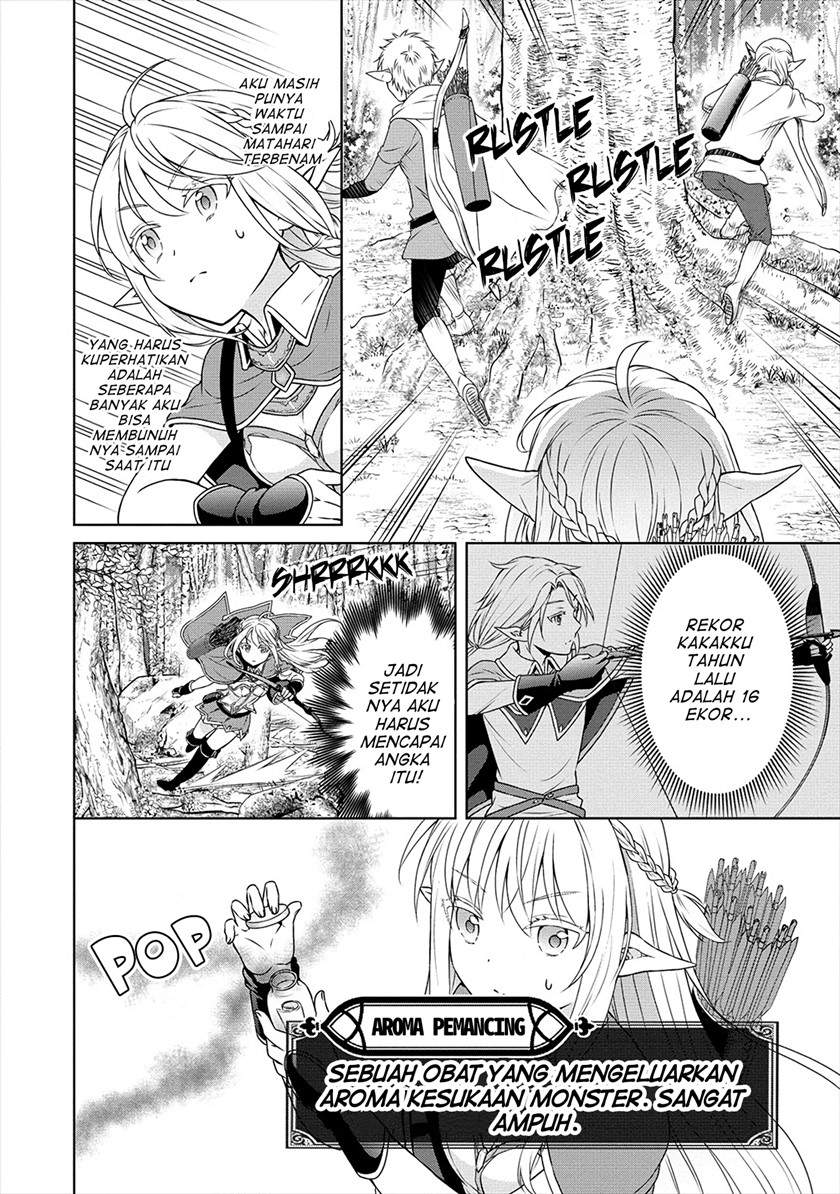 RUSTLE
RUSTLE
RUSTLE
AKU MASIH
PUNYA
WAKTU
SAMPAI
MATAHARI
TERBENAM
YANG HARUS
KUPERHATIKAN
ADALAH
SEBERAPA
BANYAK AKU
BISA
MEMBUNUH
NYA SAMPAI
SAAT ITU
REKOR
KAKAKKU
TAHUN
LALU
ADALAH 16
EKOR...
SHRRRKKK
JADI
SETIDAK
NYA AKU
HARUS
MENCAPAI
ANGKA
ITU!
POP
AROMA PEMANCING
SEBUAH OBAT YANG MENGELUARKAN
AROMA KESUKAAN MONSTER. SANGAT
AMPUH.